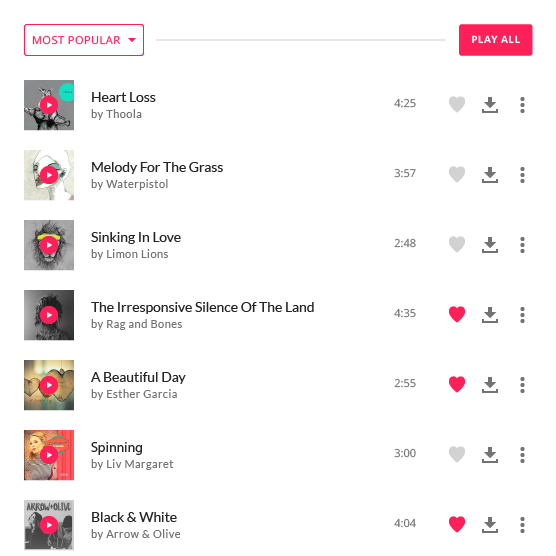 MOST POPULAR
PLAY ALL
Heart Loss
4:25
by Thoola
Melody For The Grass
3:57
by Waterpistol
Sinking In Love
2:48
by Limon Lions
The Irresponsive Silence Of The Land
4:35
by Rag and Bones
A Beautiful Day
2:55
by Esther Garcia
Spinning
3:00
by Liv Margaret
ARROW+OLIVE
Black & White
4:04
by Arrow & Olive